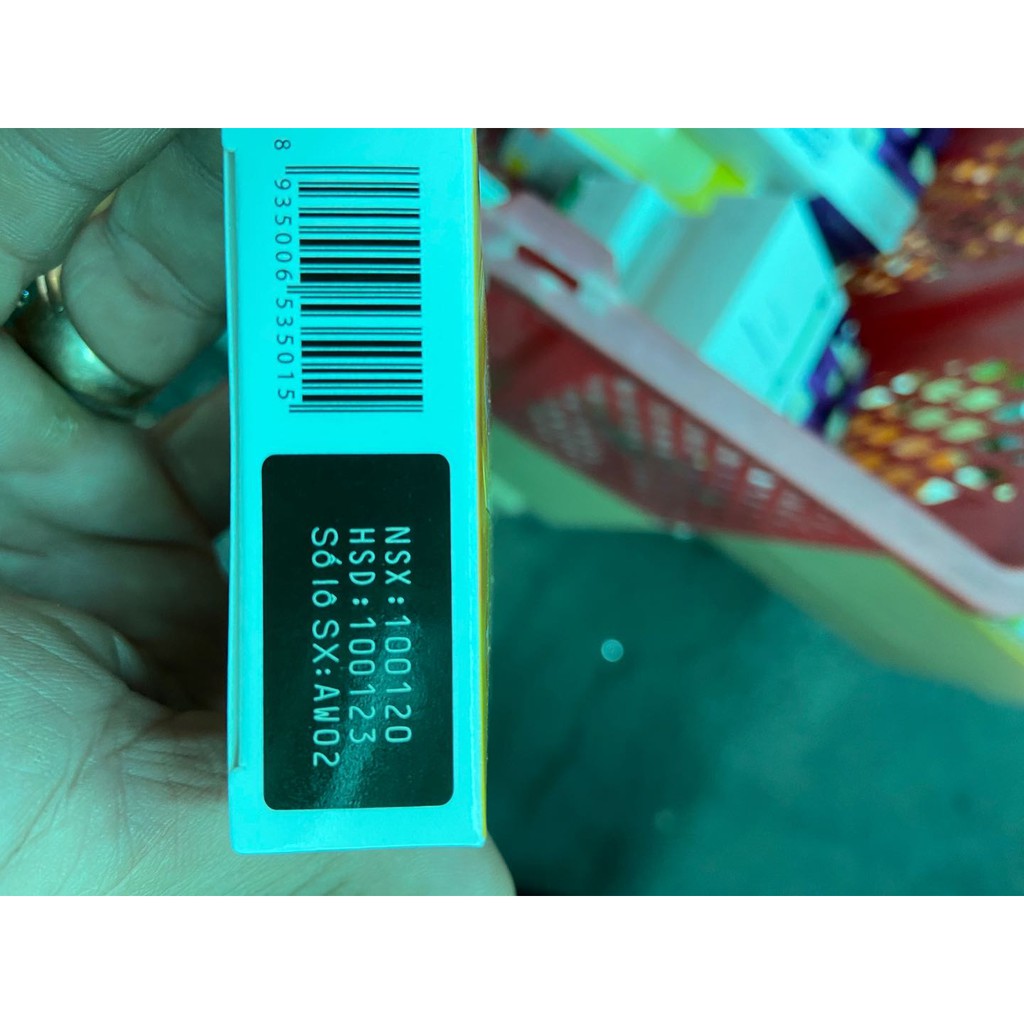 8 935006 535015
NSX:100120
HSD:100123
Số lô SX:AW02